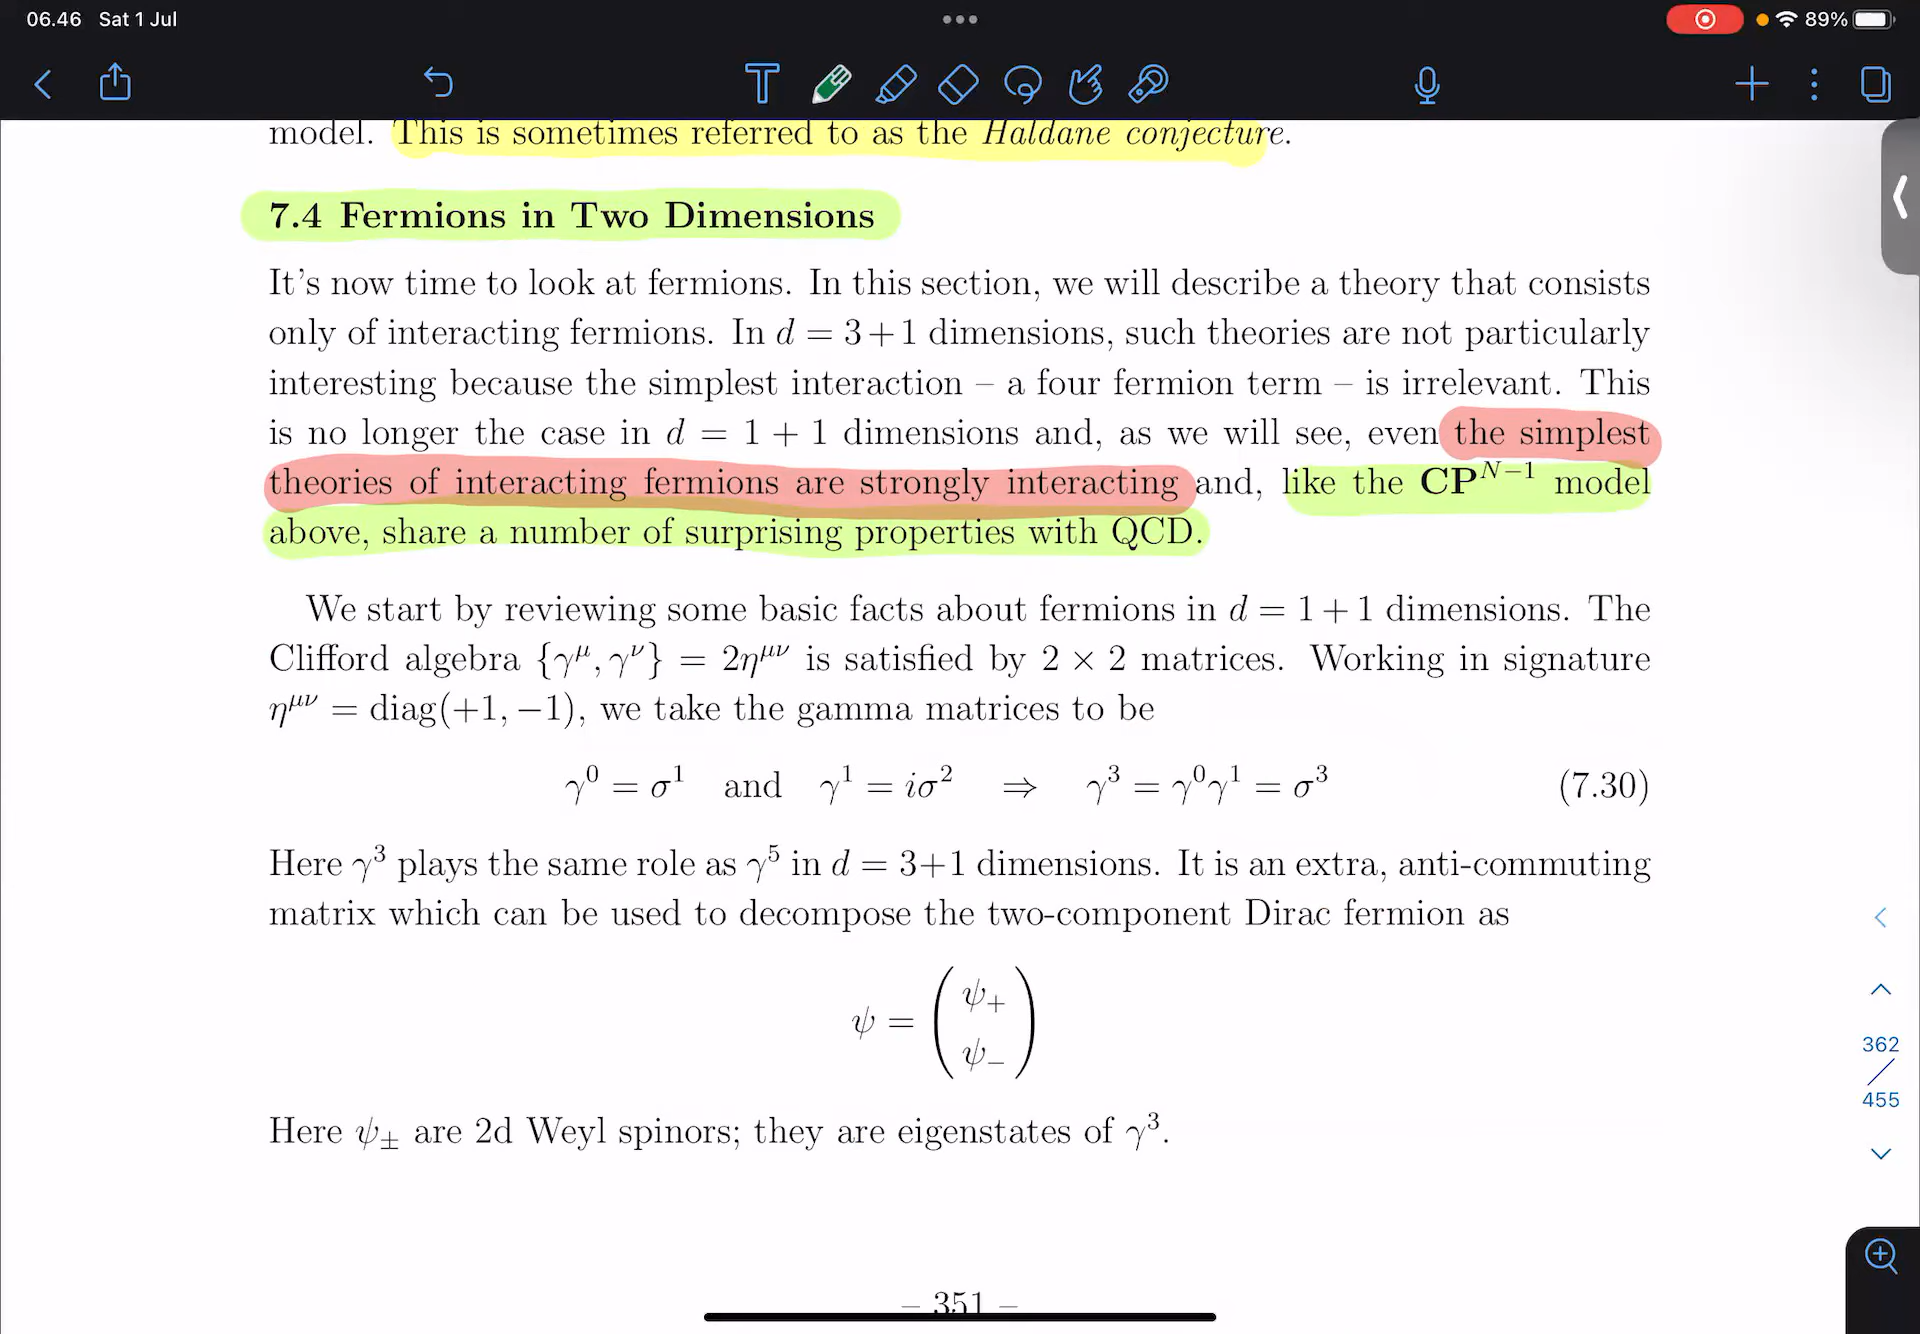 06.46 Sat 1 Jul
89%
model. This is sometimes referred to as the Haldane conjecture.
7.4 Fermions in Two Dimensions
It's now time to look at fermions. In this section, we will describe a theory that consists
only of interacting fermions. In d = 3+1 dimensions, such theories are not particularly
interesting because the simplest interaction – a four fermion term – is irrelevant. This
is no longer the case in d = 1 + 1 dimensions and, as we will see, even the simplest
theories of interacting fermions are strongly interacting and, like the CP^{N−1} model
above, share a number of surprising properties with QCD.
We start by reviewing some basic facts about fermions in d = 1 + 1 dimensions. The
Clifford algebra {γ^μ, γ^ν} = 2η^{μν} is satisfied by 2 × 2 matrices. Working in signature
η^{μν} = diag(+1, −1), we take the gamma matrices to be
γ^0 = σ^1 and γ^1 = iσ^2 ⇒ γ^3 = γ^0γ^1 = σ^3 (7.30)
Here γ^3 plays the same role as γ^5 in d = 3+1 dimensions. It is an extra, anti-commuting
matrix which can be used to decompose the two-component Dirac fermion as
ψ = (ψ_+
ψ_−)
Here ψ_± are 2d Weyl spinors; they are eigenstates of γ^3.
362
/
455
– 351 –